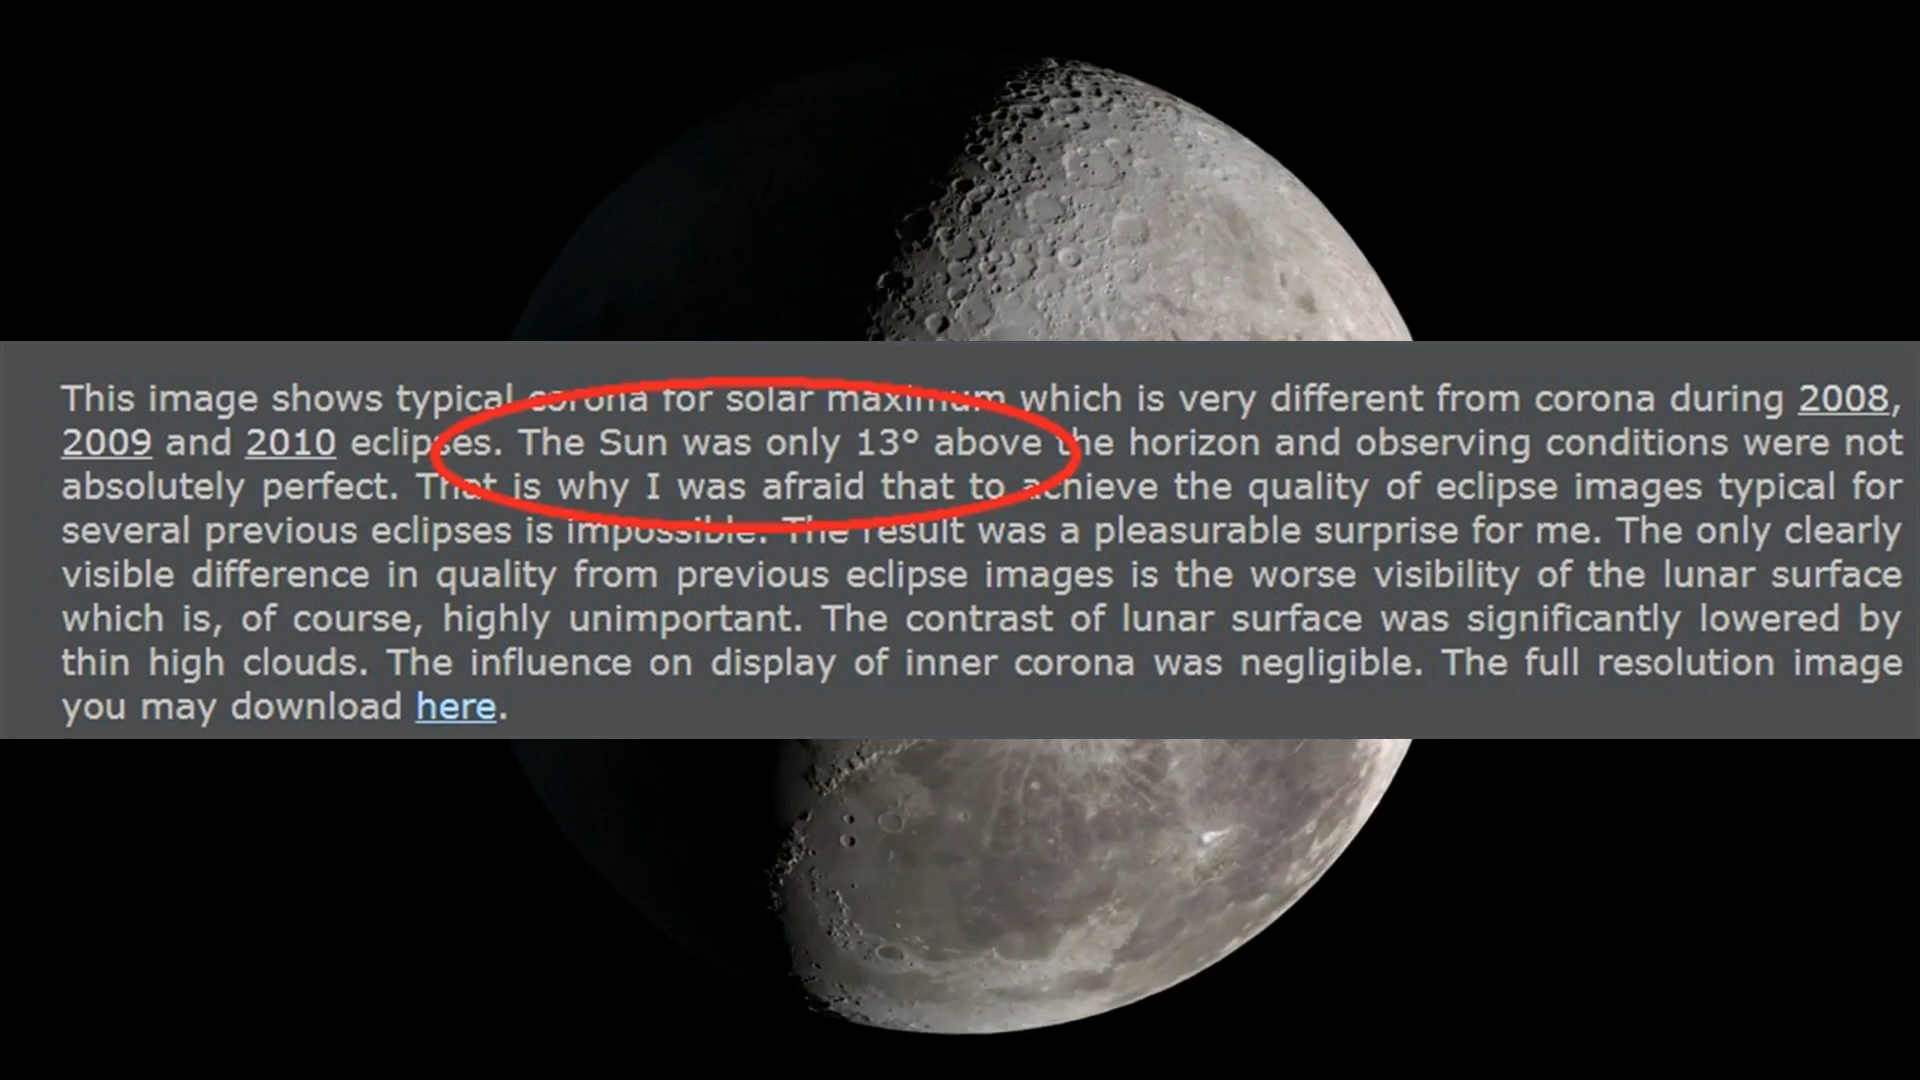 This image shows typical corona for solar maximum which is very different from corona during 2008,
2009 and 2010 eclipses. The Sun was only 13° above the horizon and observing conditions were not
absolutely perfect. That is why I was afraid that to achieve the quality of eclipse images typical for
several previous eclipses is impossible. The result was a pleasurable surprise for me. The only clearly
visible difference in quality from previous eclipse images is the worse visibility of the lunar surface
which is, of course, highly unimportant. The contrast of lunar surface was significantly lowered by
thin high clouds. The influence on display of inner corona was negligible. The full resolution image
you may download here.